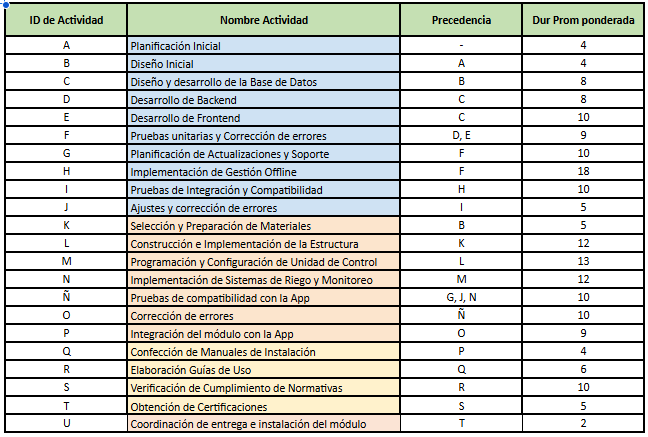 ID de Actividad Nombre Actividad Precedencia Dur Prom ponderada
A Planificación Inicial - 4
B Diseño Inicial A 4
C Diseño y desarrollo de la Base de Datos B 8
D Desarrollo de Backend C 8
E Desarrollo de Frontend C 10
F Pruebas unitarias y Corrección de errores D, E 9
G Planificación de Actualizaciones y Soporte F 10
H Implementación de Gestión Offline F 18
I Pruebas de Integración y Compatibilidad H 10
J Ajustes y corrección de errores I 5
K Selección y Preparación de Materiales B 5
L Construcción e Implementación de la Estructura K 12
M Programación y Configuración de Unidad de Control L 13
N Implementación de Sistemas de Riego y Monitoreo M 12
Ñ Pruebas de compatibilidad con la App G, J, N 10
O Corrección de errores Ñ 10
P Integración del módulo con la App O 9
Q Confección de Manuales de Instalación P 4
R Elaboración Guías de Uso Q 6
S Verificación de Cumplimiento de Normativas R 10
T Obtención de Certificaciones S 5
U Coordinación de entrega e instalación del módulo T 2